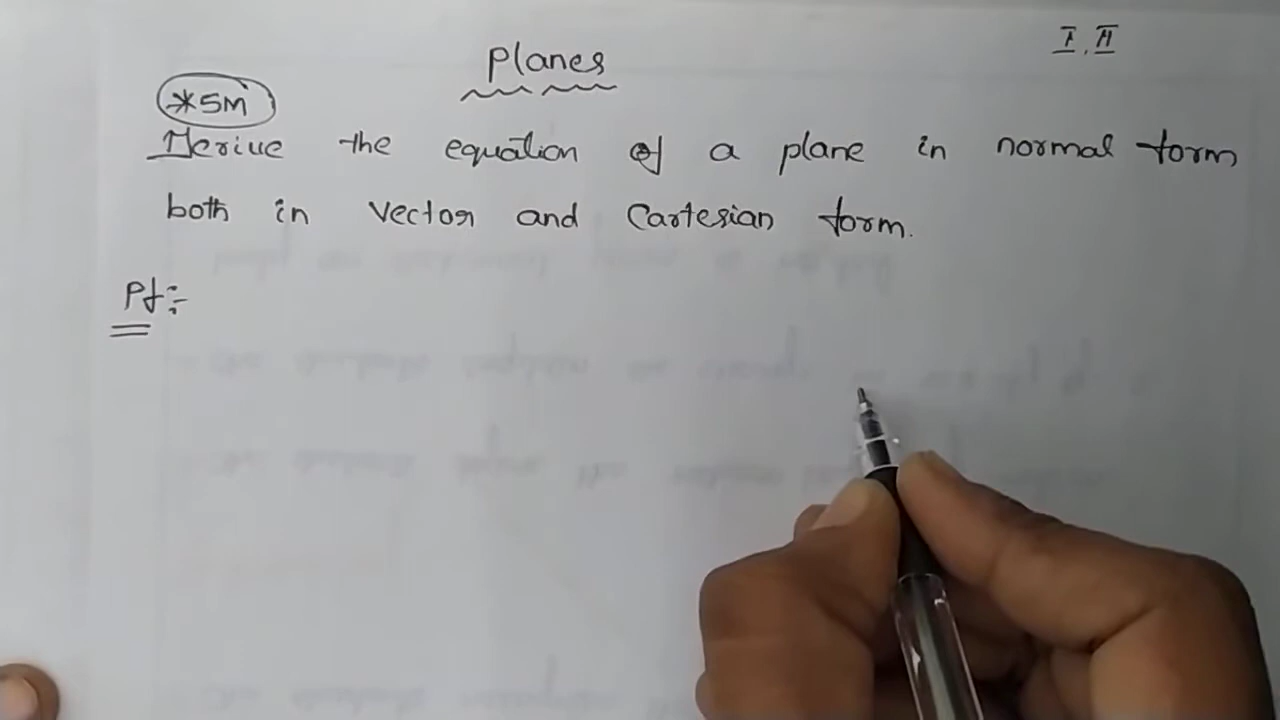 I, II
Planes
*5M
Derive the equation of a plane in normal form
both in vector and Cartesian form.
Pf:-